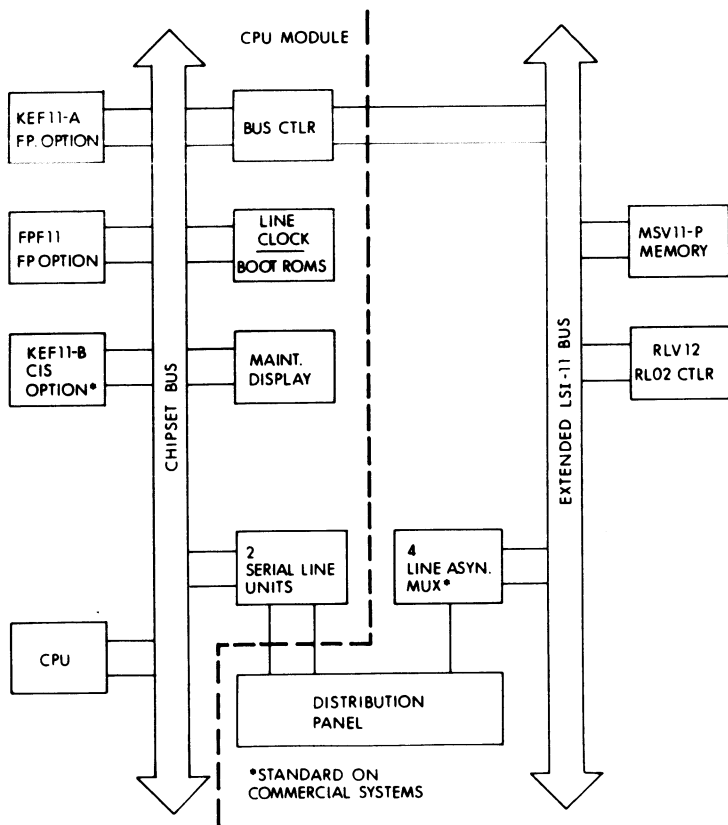 CPU MODULE
KEF11-A
FP. OPTION
BUS CTLR
FPF11
FP OPTION
LINE
CLOCK
BOOT ROMS
MSV11-P
MEMORY
KEF11-B
CIS
OPTION*
MAINT.
DISPLAY
RLV12
RL02 CTLR
CHIPSET BUS
EXTENDED LSI-11 BUS
2
SERIAL LINE
UNITS
4
LINE ASYN.
MUX*
CPU
DISTRIBUTION
PANEL
*STANDARD ON
COMMERCIAL SYSTEMS